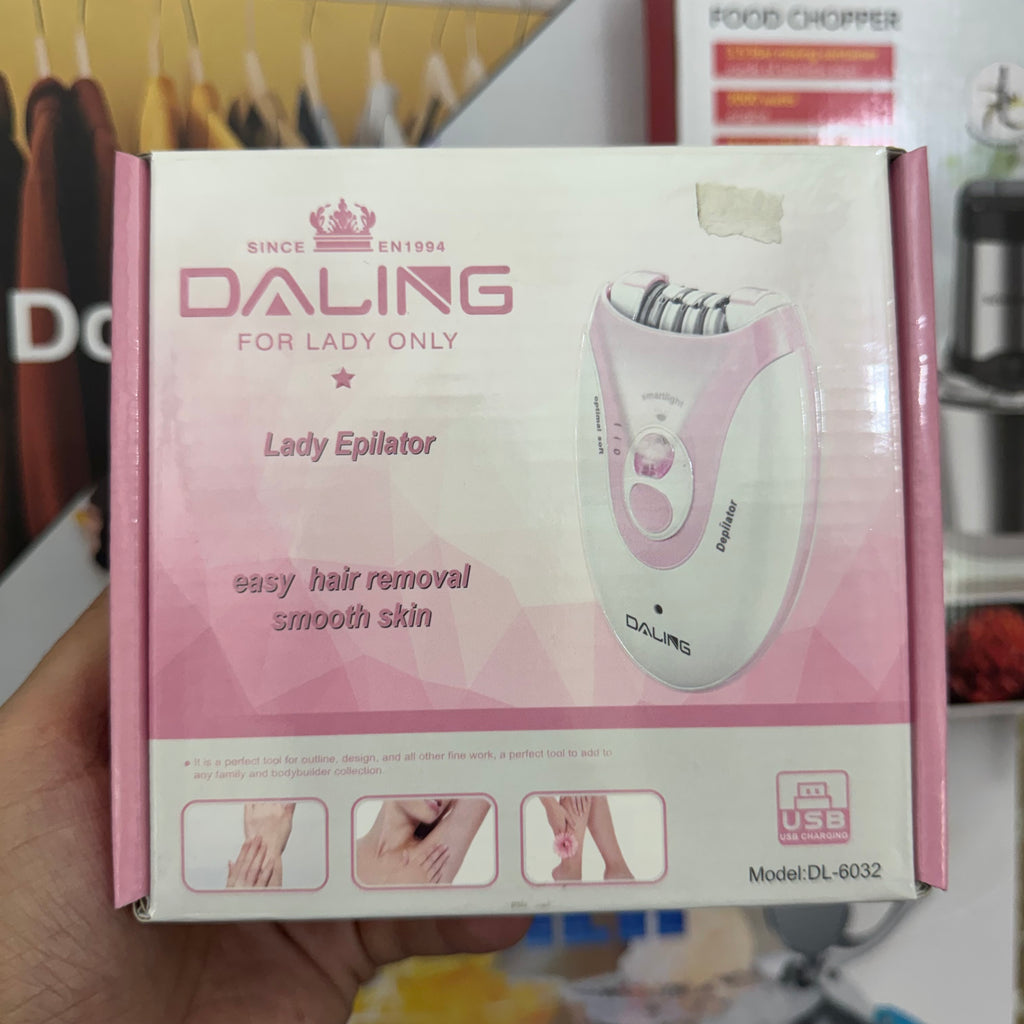 FOOD CHOPPER
Do
SINCE EN1994
DALING
FOR LADY ONLY
Lady Epilator
easy hair removal
smooth skin
smartlight
optimal soft
I I O
Depilator
DALING
It is a perfect tool for outline, design, and all other fine work, a perfect tool to add to
any family and bodybuilder collection.
USB
USB CHARGING
Model:DL-6032